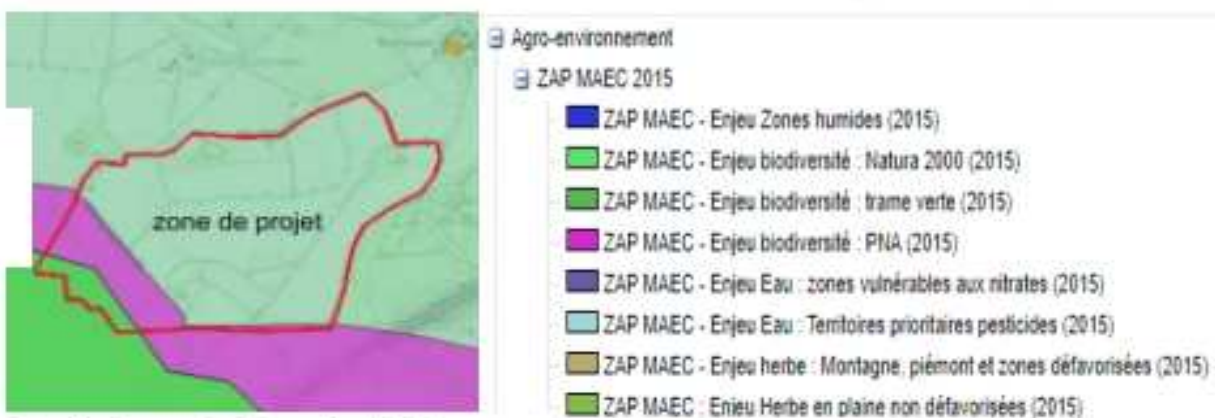 Agro-environnement
ZAP MAEC 2015
ZAP MAEC - Enjeu Zones humides (2015)
ZAP MAEC - Enjeu biodiversité : Natura 2000 (2015)
ZAP MAEC - Enjeu biodiversité : trame verte (2015)
zone de projet
ZAP MAEC - Enjeu biodiversité : PNA (2015)
ZAP MAEC - Enjeu Eau : zones vulnérables aux nitrates (2015)
ZAP MAEC - Enjeu Eau : Territoires prioritaires pesticides (2015)
ZAP MAEC - Enjeu herbe : Montagne, piémont et zones défavorisées (2015)
ZAP MAEC : Enjeu Herbe en plaine non défavorisées (2015)